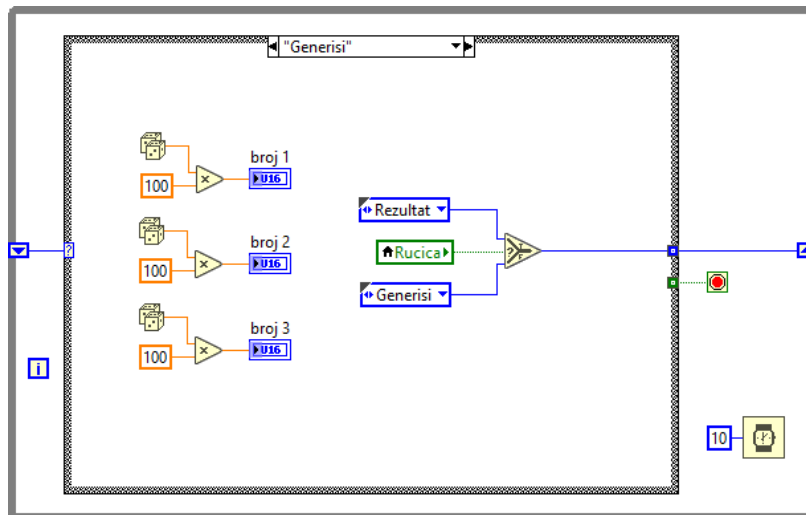 "Generisi"
broj 1
100
U16
Rezultat
broj 2
Rucica
100
U16
Generisi
broj 3
100
U16
i
10